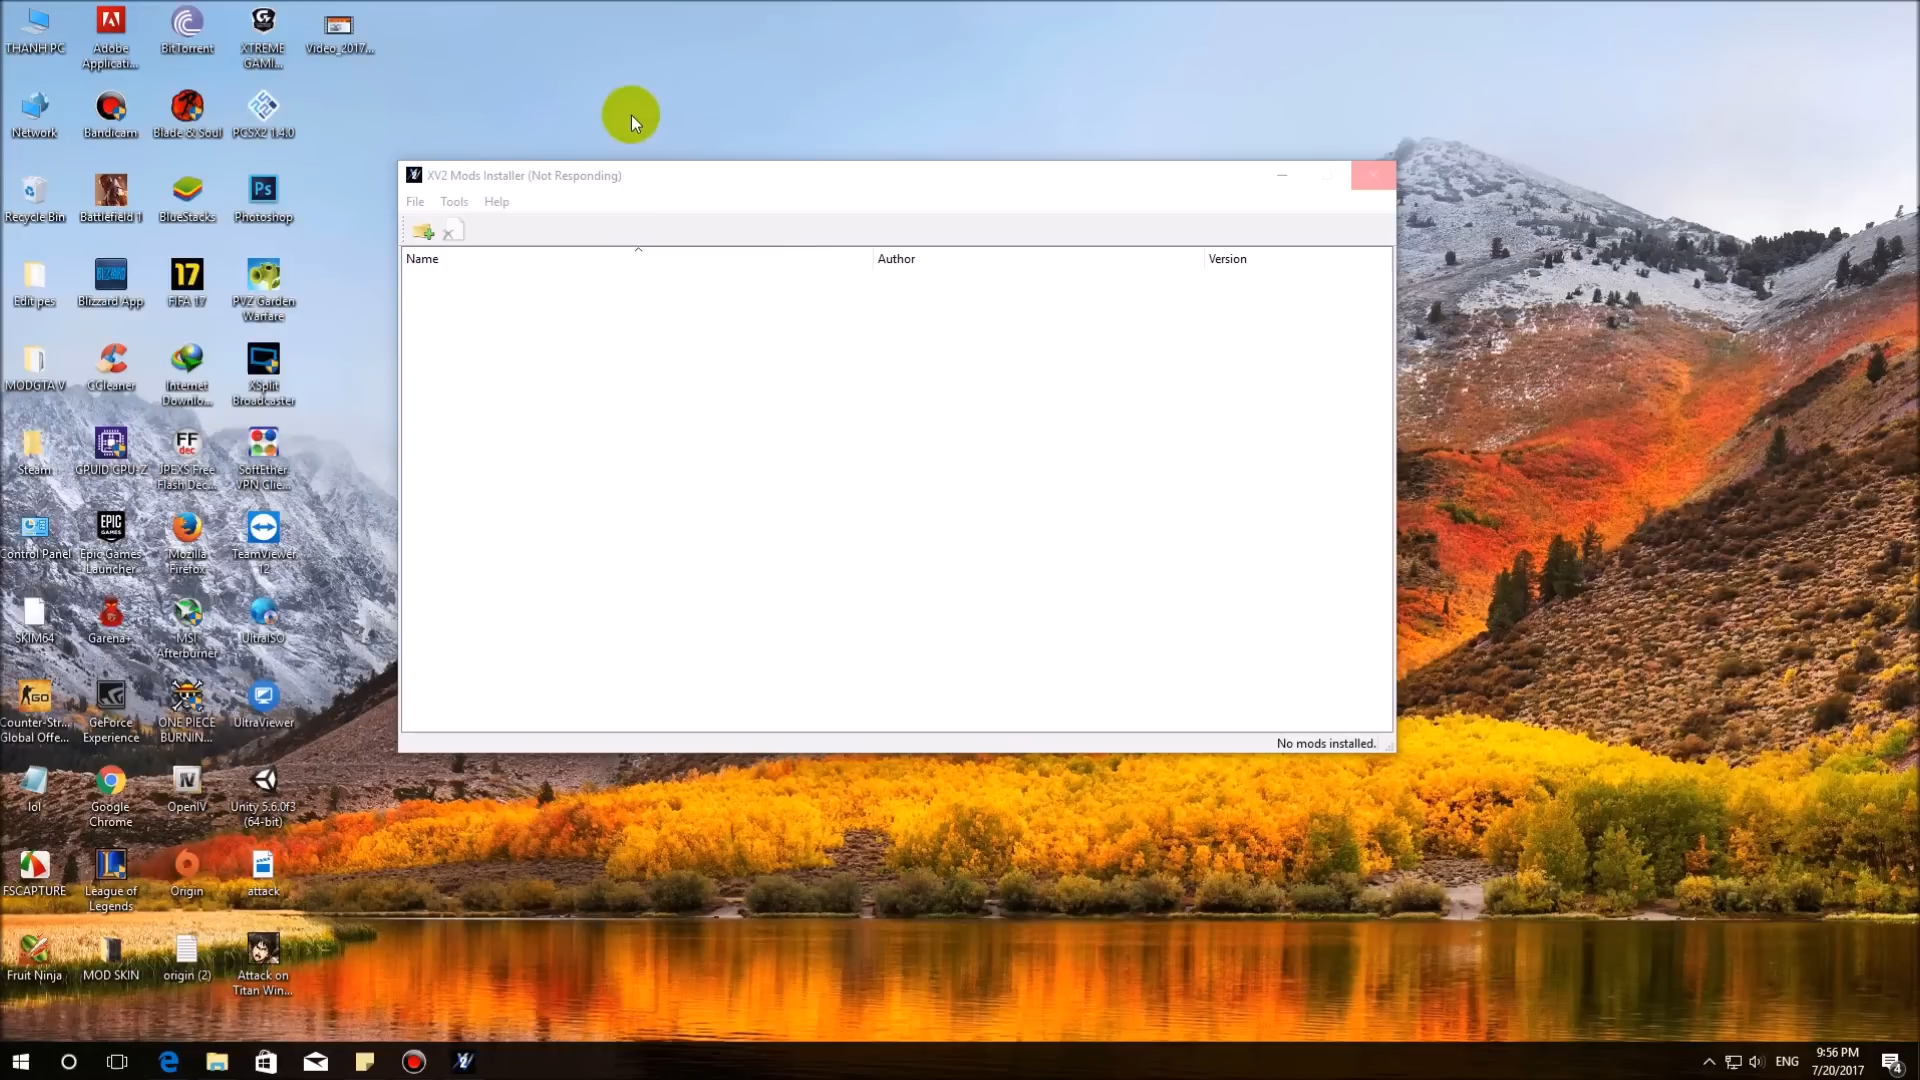 THANH PC
Adobe
Applicati...
BitTorrent
XTREME
GAMI...
Video_2017...
Network
Bandicam
Blade & Soul
PCSX2 1.4.0
Recycle Bin
Battlefield 1
BlueStacks
Photoshop
Edit pes
Blizzard App
FIFA 17
PVZ Garden
Warfare
MODGTA V
CCleaner
Internet
Downlo...
XSplit
Broadcaster
Steam
CPUID CPU-Z
JPEXS Free
Flash Dec...
SoftEther
VPN Clie...
Control Panel
Epic Games
Launcher
Mozilla
Firefox
TeamViewer
12
SKIM64
Garena+
MSI
Afterburner
UltraISO
Counter-Str...
Global Offe...
GeForce
Experience
ONE PIECE
BURNIN...
UltraViewer
lol
Google
Chrome
OpenIV
Unity 5.6.0f3
(64-bit)
FSCAPTURE
League of
Legends
Origin
attack
Fruit Ninja
MOD SKIN
origin (2)
Attack on
Titan Win...
XV2 Mods Installer (Not Responding)
File Tools Help
Name Author Version
No mods installed.
ENG
9:56 PM
7/20/2017
4